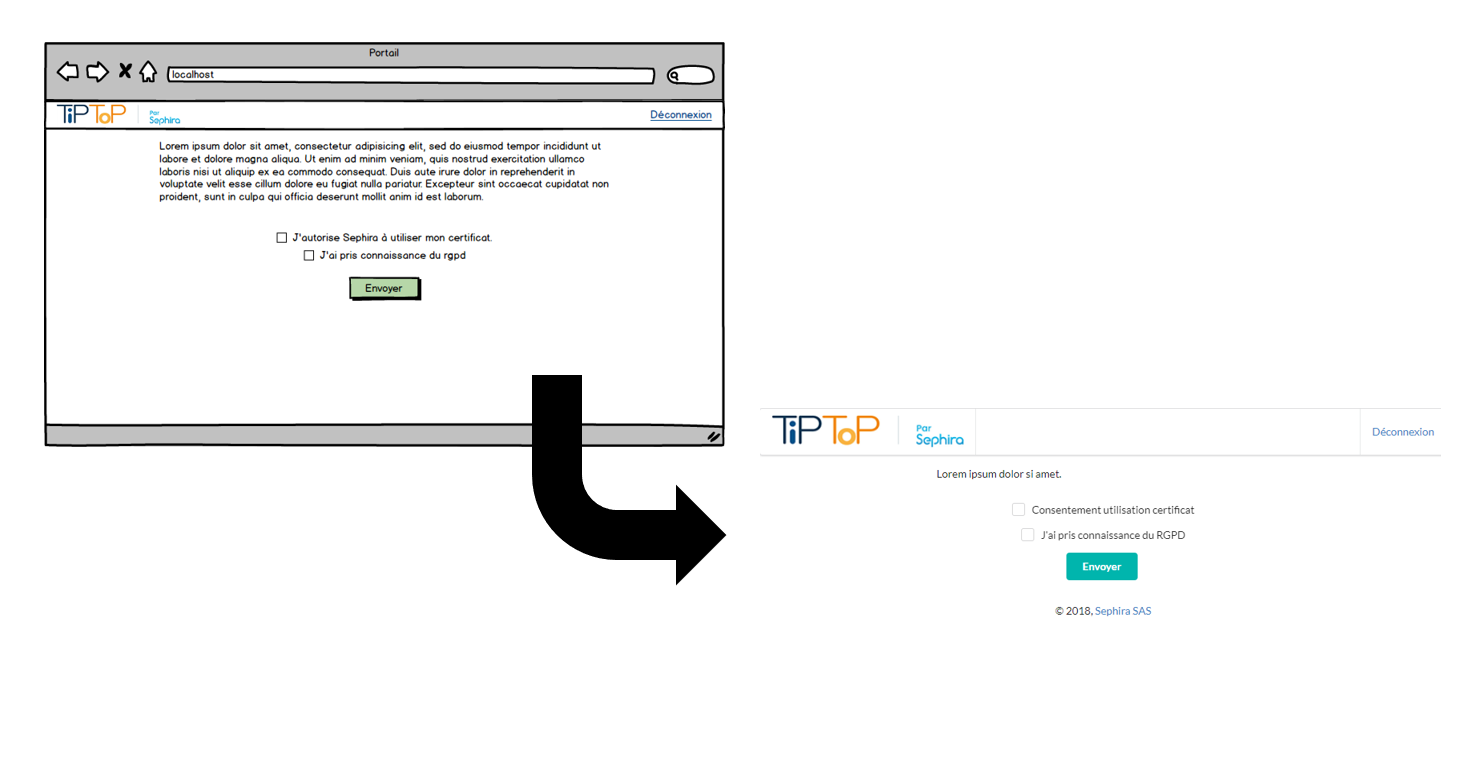 Portail
localhost
TiPToP
Par
Sephira
Déconnexion
Lorem ipsum dolor sit amet, consectetur adipisicing elit, sed do eiusmod tempor incididunt ut
labore et dolore magna aliqua. Ut enim ad minim veniam, quis nostrud exercitation ullamco
laboris nisi ut aliquip ex ea commodo consequat. Duis aute irure dolor in reprehenderit in
voluptate velit esse cillum dolore eu fugiat nulla pariatur. Excepteur sint occaecat cupidatat non
proident, sunt in culpa qui officia deserunt mollit anim id est laborum.
J'autorise Sephira à utiliser mon certificat.
J'ai pris connaissance du rgpd
Envoyer
TiPToP
Par
Sephira
Déconnexion
Lorem ipsum dolor si amet.
Consentement utilisation certificat
J'ai pris connaissance du RGPD
Envoyer
© 2018, Sephira SAS